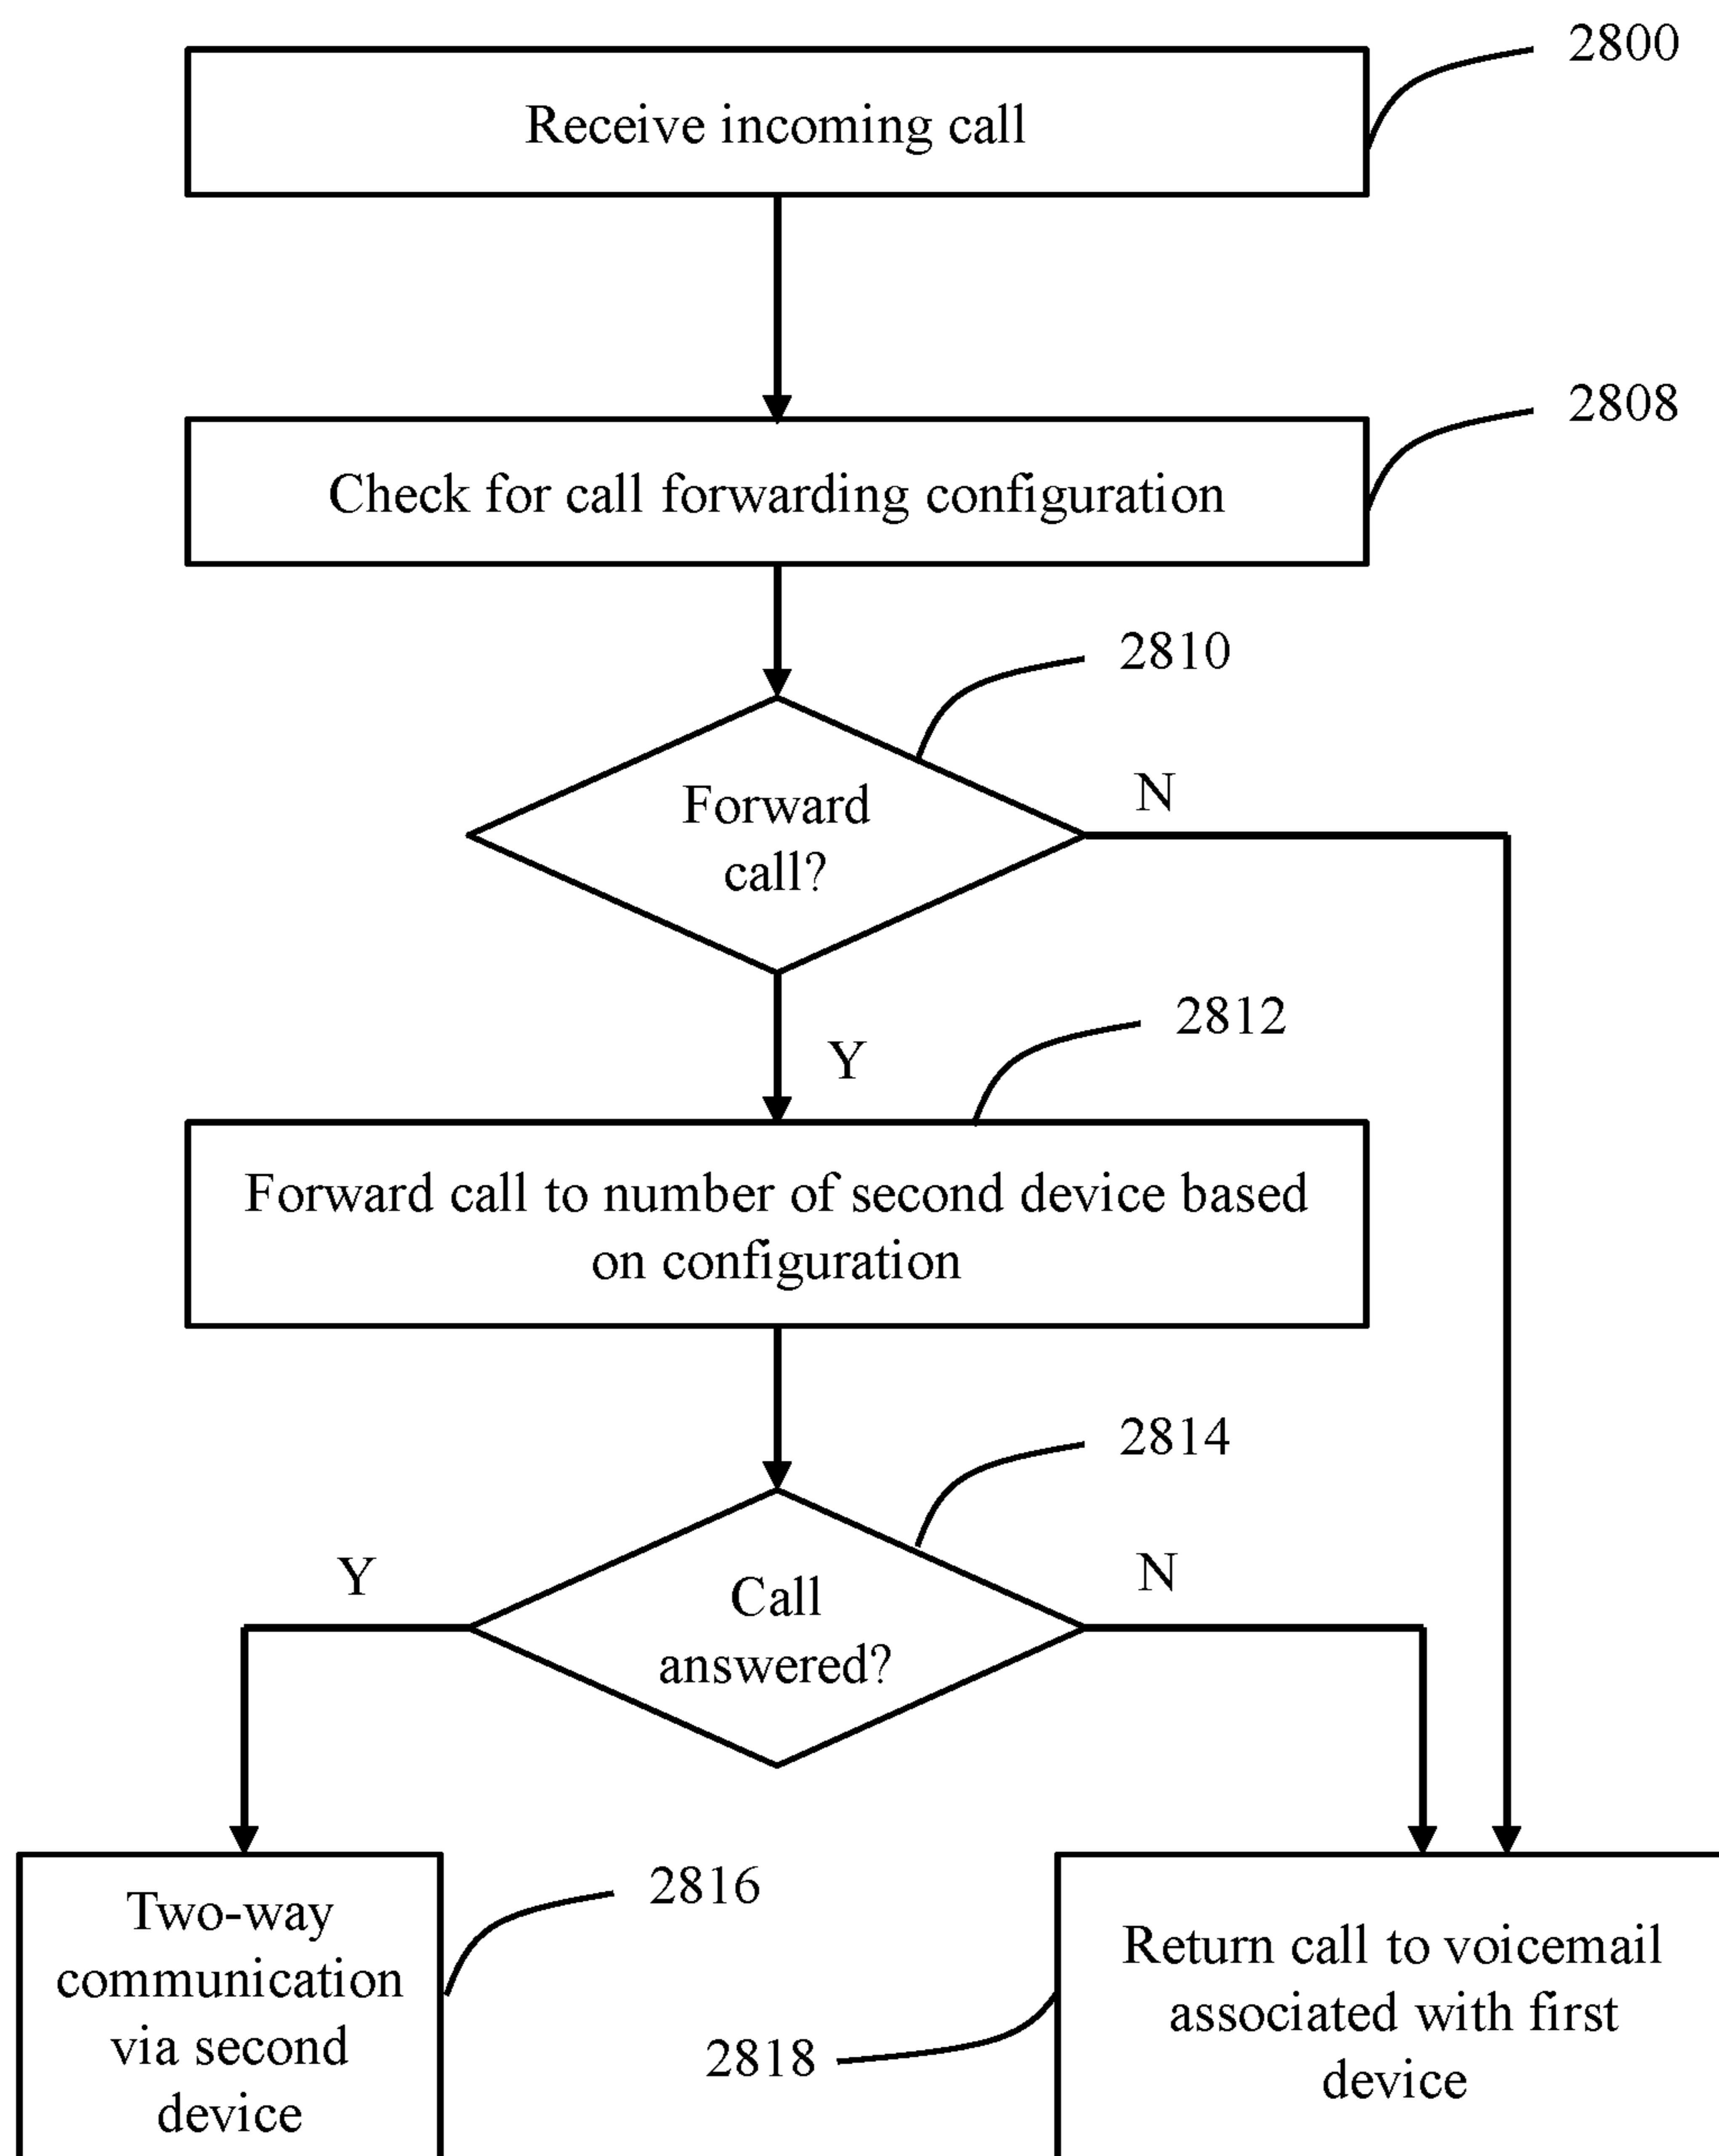 2800
Receive incoming call
2808
Check for call forwarding configuration
2810
Forward
call?
N
Y
2812
Forward call to number of second device based
on configuration
2814
Call
answered?
Y
N
2816
Two-way
communication
via second
device
2818
Return call to voicemail
associated with first
device